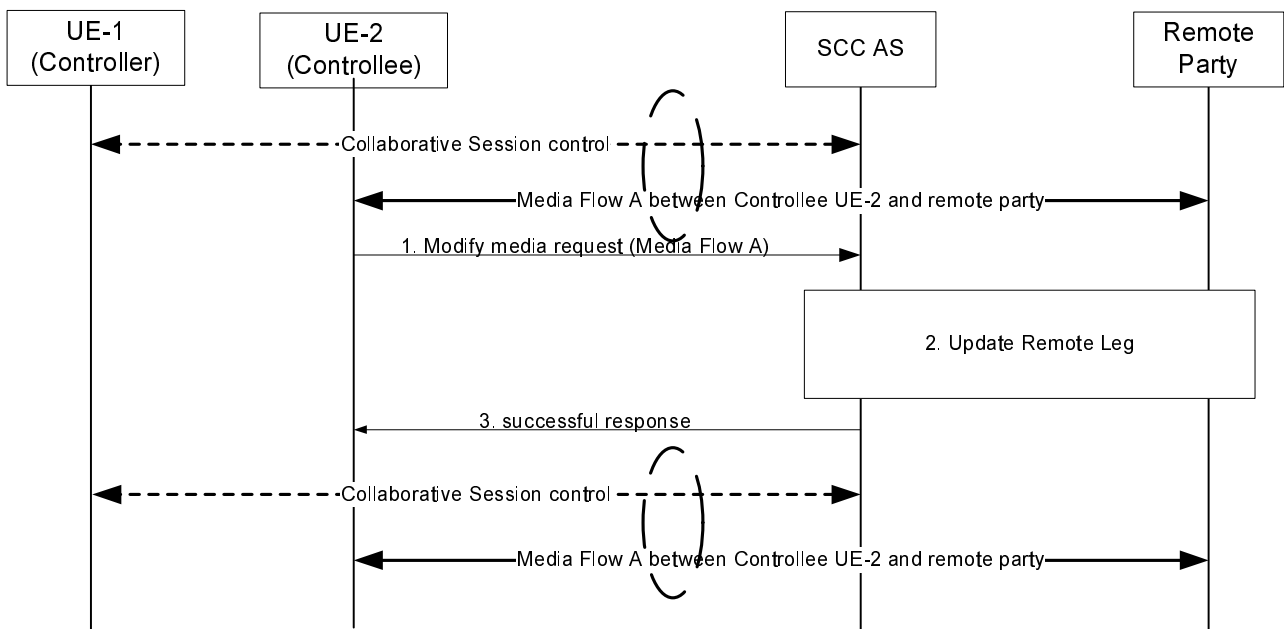 UE-1
(Controller)
UE-2
(Controllee)
SCC AS
Remote
Party
Collaborative Session control
Media Flow A between Controllee UE-2 and remote party
1. Modify media request (Media Flow A)
2. Update Remote Leg
3. successful response
Collaborative Session control
Media Flow A between Controllee UE-2 and remote party